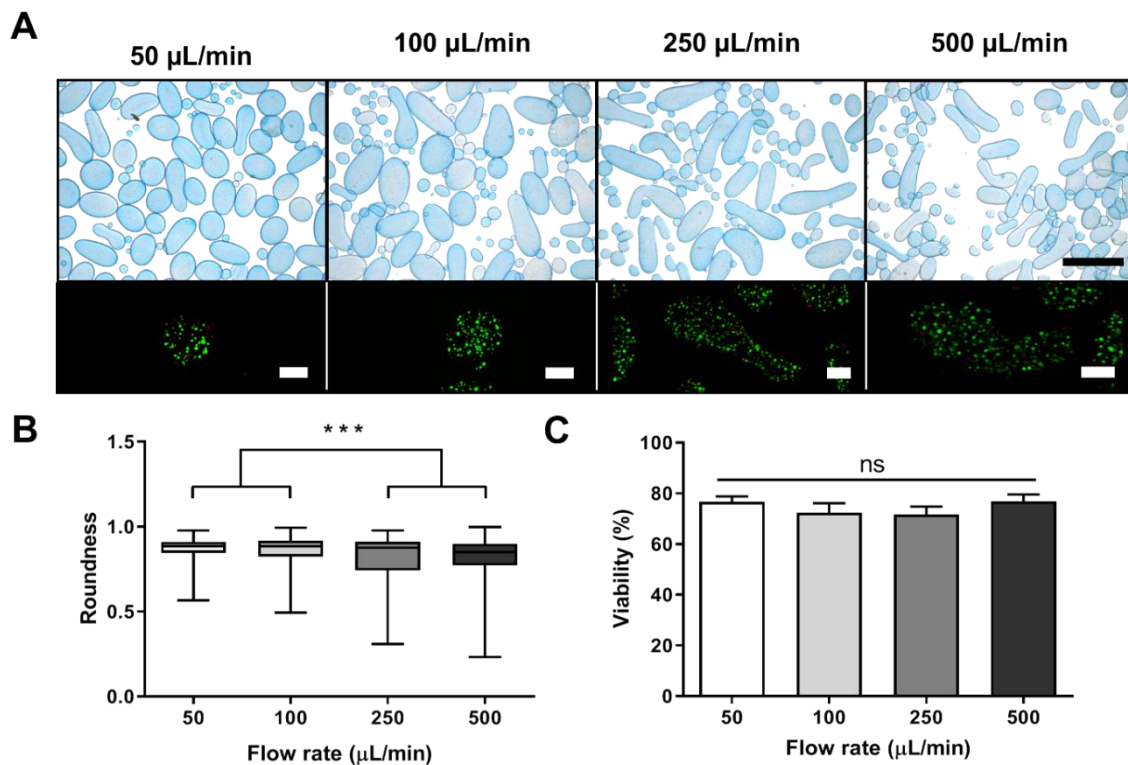 A
50 µL/min
100 µL/min
250 µL/min
500 µL/min
B
Roundness
1.5
1.0
0.5
0.0
***
50
100
250
500
Flow rate (µL/min)
C
Viability (%)
100
80
60
40
20
0
ns
50
100
250
500
Flow rate (µL/min)